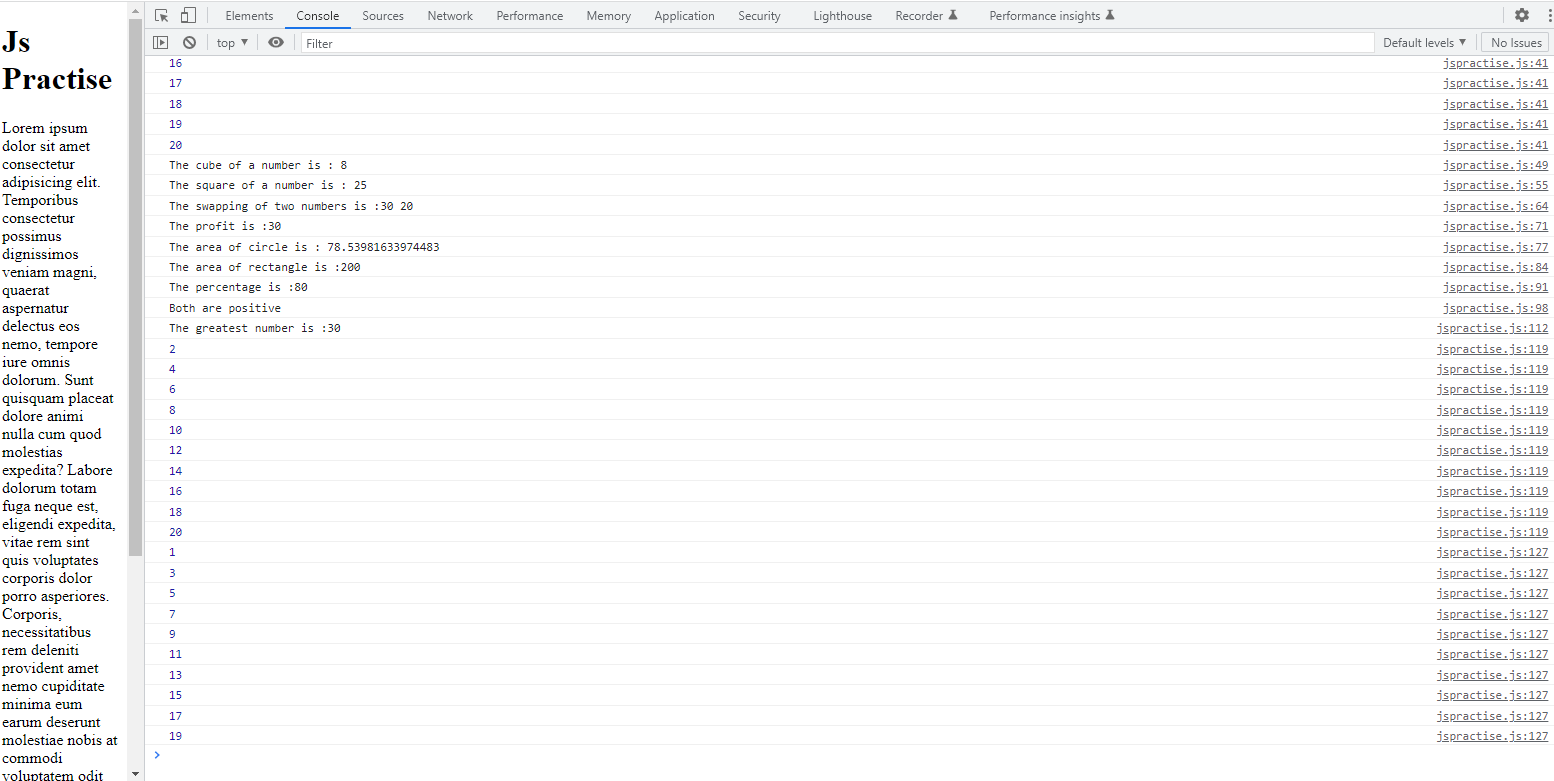 Js
Practise
Lorem ipsum
dolor sit amet
consectetur
adipisicing elit.
Temporibus
consectetur
possimus
dignissimos
veniam magni,
quaerat
aspernatur
delectus eos
nemo, tempore
iure omnis
dolorum. Sunt
quisquam placeat
dolore animi
nulla cum quod
molestias
expedita? Labore
dolorum totam
fuga neque est,
eligendi expedita,
vitae rem sint
quis voluptates
corporis dolor
porro asperiores.
Corporis,
necessitatibus
rem deleniti
provident amet
nemo cupiditate
minima eum
earum deserunt
molestiae nobis at
commodi
voluptatem odit
Elements Console Sources Network Performance Memory Application Security Lighthouse Recorder Performance insights
top Filter Default levels No Issues
16 jspractise.js:41
17 jspractise.js:41
18 jspractise.js:41
19 jspractise.js:41
20 jspractise.js:41
The cube of a number is : 8 jspractise.js:49
The square of a number is : 25 jspractise.js:55
The swapping of two numbers is :30 20 jspractise.js:64
The profit is :30 jspractise.js:71
The area of circle is : 78.53981633974483 jspractise.js:77
The area of rectangle is :200 jspractise.js:84
The percentage is :80 jspractise.js:91
Both are positive jspractise.js:98
The greatest number is :30 jspractise.js:112
2 jspractise.js:119
4 jspractise.js:119
6 jspractise.js:119
8 jspractise.js:119
10 jspractise.js:119
12 jspractise.js:119
14 jspractise.js:119
16 jspractise.js:119
18 jspractise.js:119
20 jspractise.js:119
1 jspractise.js:127
3 jspractise.js:127
5 jspractise.js:127
7 jspractise.js:127
9 jspractise.js:127
11 jspractise.js:127
13 jspractise.js:127
15 jspractise.js:127
17 jspractise.js:127
19 jspractise.js:127